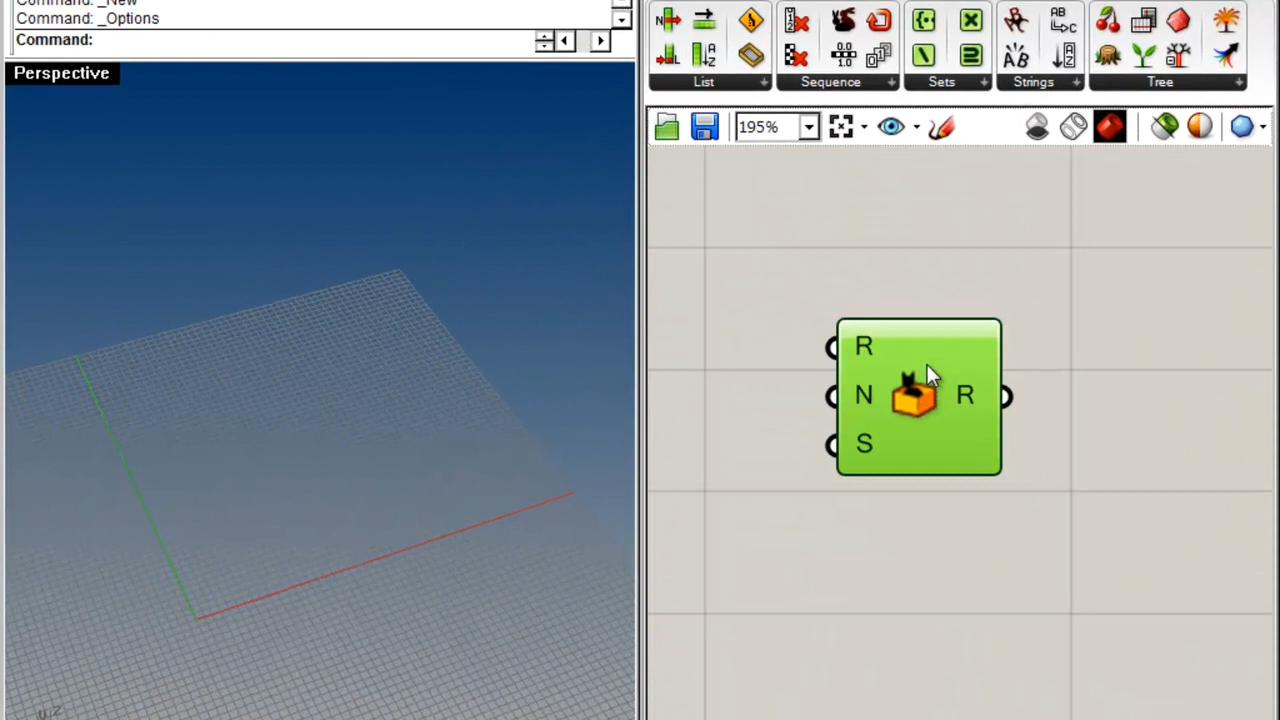 Command: _New
Command: _Options
Command:
Perspective
List
Sequence
Sets
Strings
Tree
195%
R
N
R
S